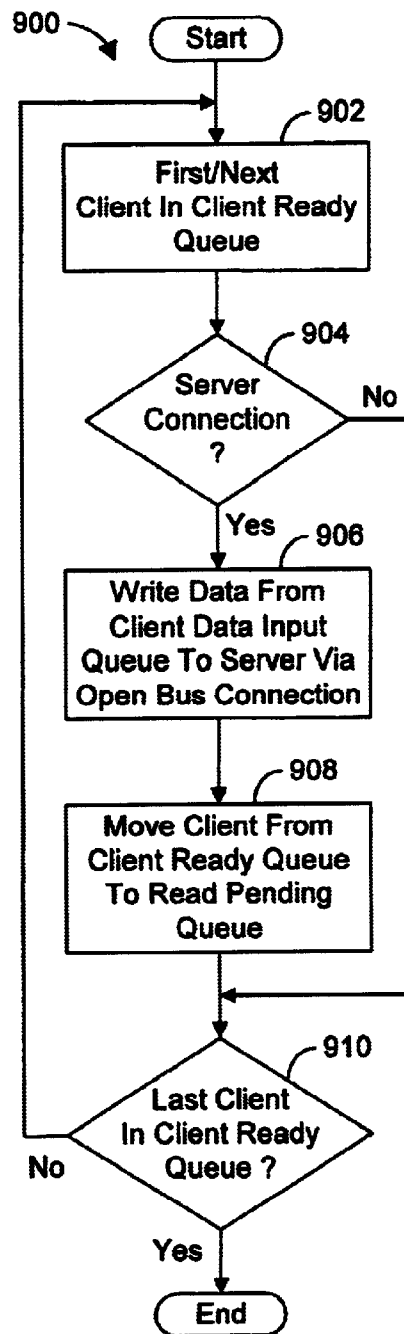 900
Start
902
First/Next
Client In Client Ready
Queue
904
Server
Connection
?
No
Yes
906
Write Data From
Client Data Input
Queue To Server Via
Open Bus Connection
908
Move Client From
Client Ready Queue
To Read Pending
Queue
910
Last Client
In Client Ready
Queue ?
No
Yes
End